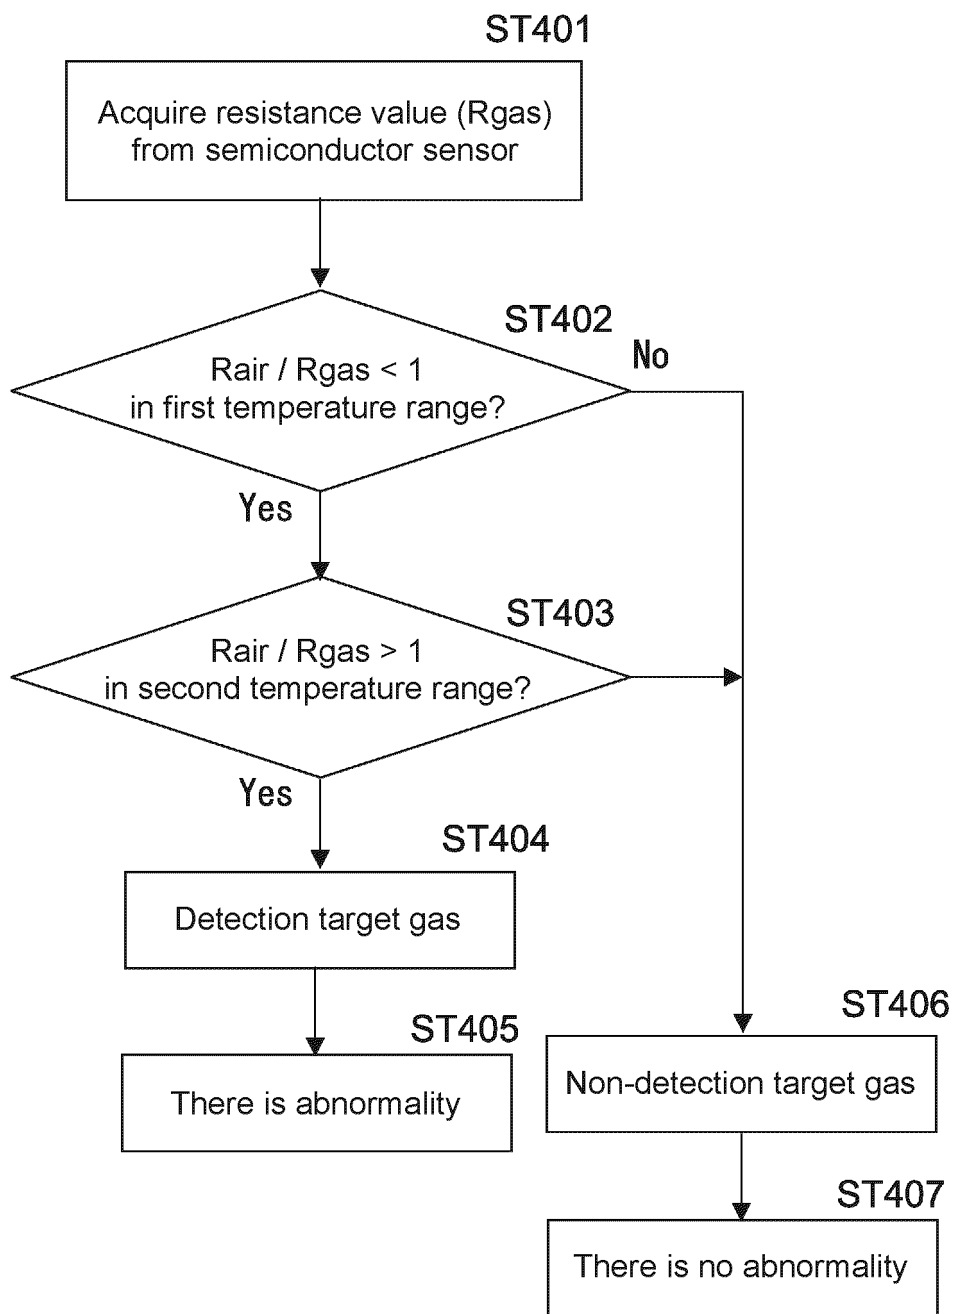 ST401
Acquire resistance value (Rgas)
from semiconductor sensor
ST402
Rair / Rgas < 1
in first temperature range?
No
Yes
ST403
Rair / Rgas > 1
in second temperature range?
Yes
ST404
Detection target gas
ST405
There is abnormality
ST406
Non-detection target gas
ST407
There is no abnormality